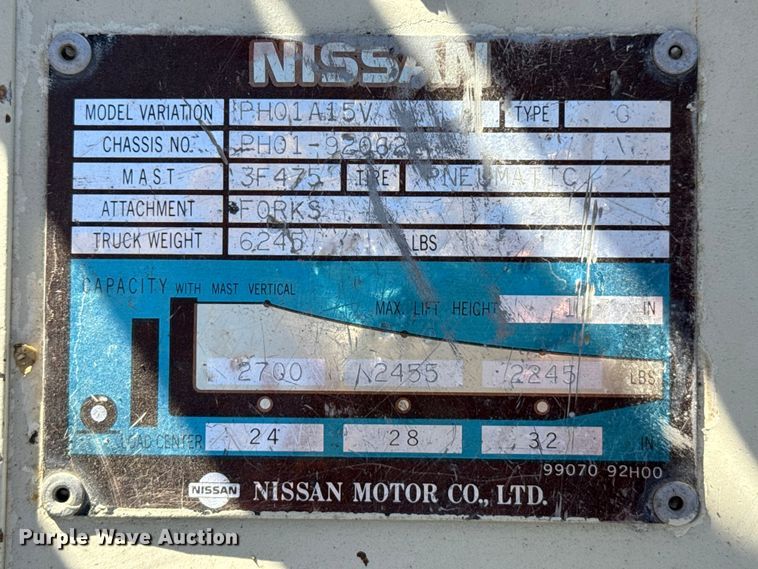 NISSAN
MODEL VARIATION PH01A15V TYPE G
CHASSIS NO. PH01-92062
MAST 3F475 TYPE PNEUMATIC
ATTACHMENT FORKS
TRUCK WEIGHT 6245 LBS
CAPACITY WITH MAST VERTICAL
MAX. LIFT HEIGHT IN
2700 2455 2245 LBS
LOAD CENTER 24 28 32 IN
99070 92H00
NISSAN NISSAN MOTOR CO., LTD.
Purple Wave Auction